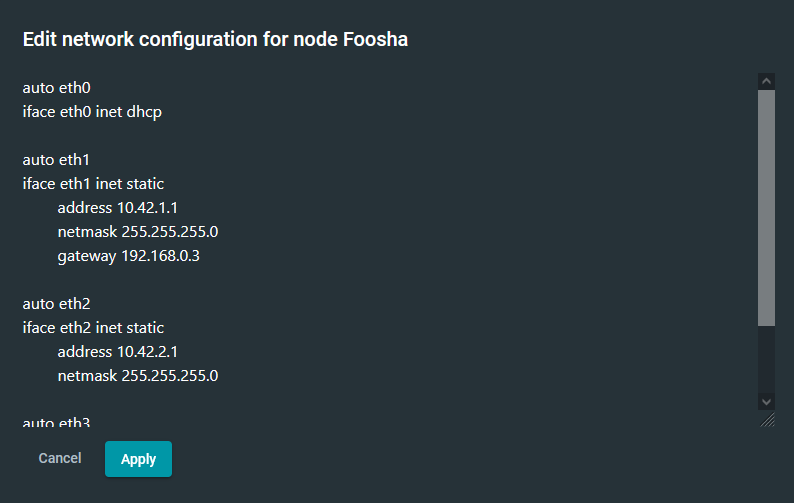 Edit network configuration for node Foosha
auto eth0
iface eth0 inet dhcp
auto eth1
iface eth1 inet static
address 10.42.1.1
netmask 255.255.255.0
gateway 192.168.0.3
auto eth2
iface eth2 inet static
address 10.42.2.1
netmask 255.255.255.0
auto eth3
Cancel
Apply